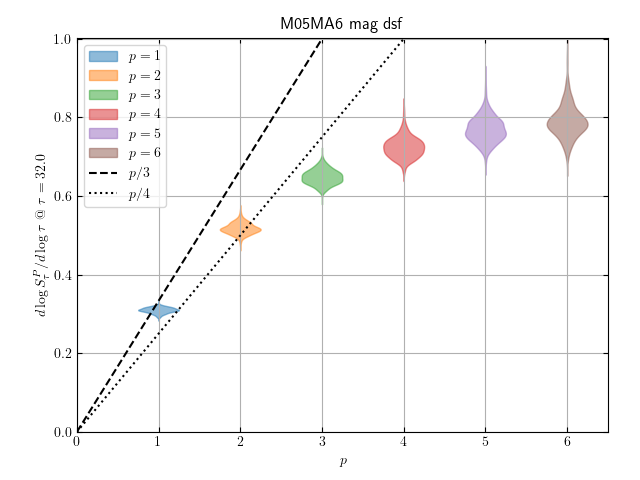 M05MA6 mag dsf
p = 1
p = 2
p = 3
p = 4
p = 5
p = 6
p/3
p/4
d log S_τ^P / d log τ @ τ = 32.0
1.0
0.8
0.6
0.4
0.2
0.0
0 1 2 3 4 5 6
p